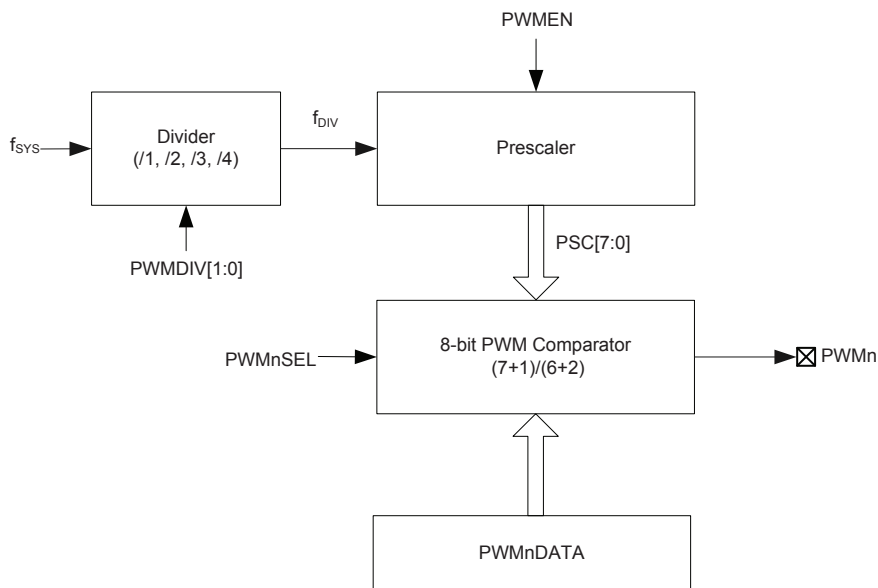 PWMEN
fSYS
Divider
(/1, /2, /3, /4)
fDIV
Prescaler
PWMDIV[1:0]
PSC[7:0]
PWMnSEL
8-bit PWM Comparator
(7+1)/(6+2)
PWMn
PWMnDATA